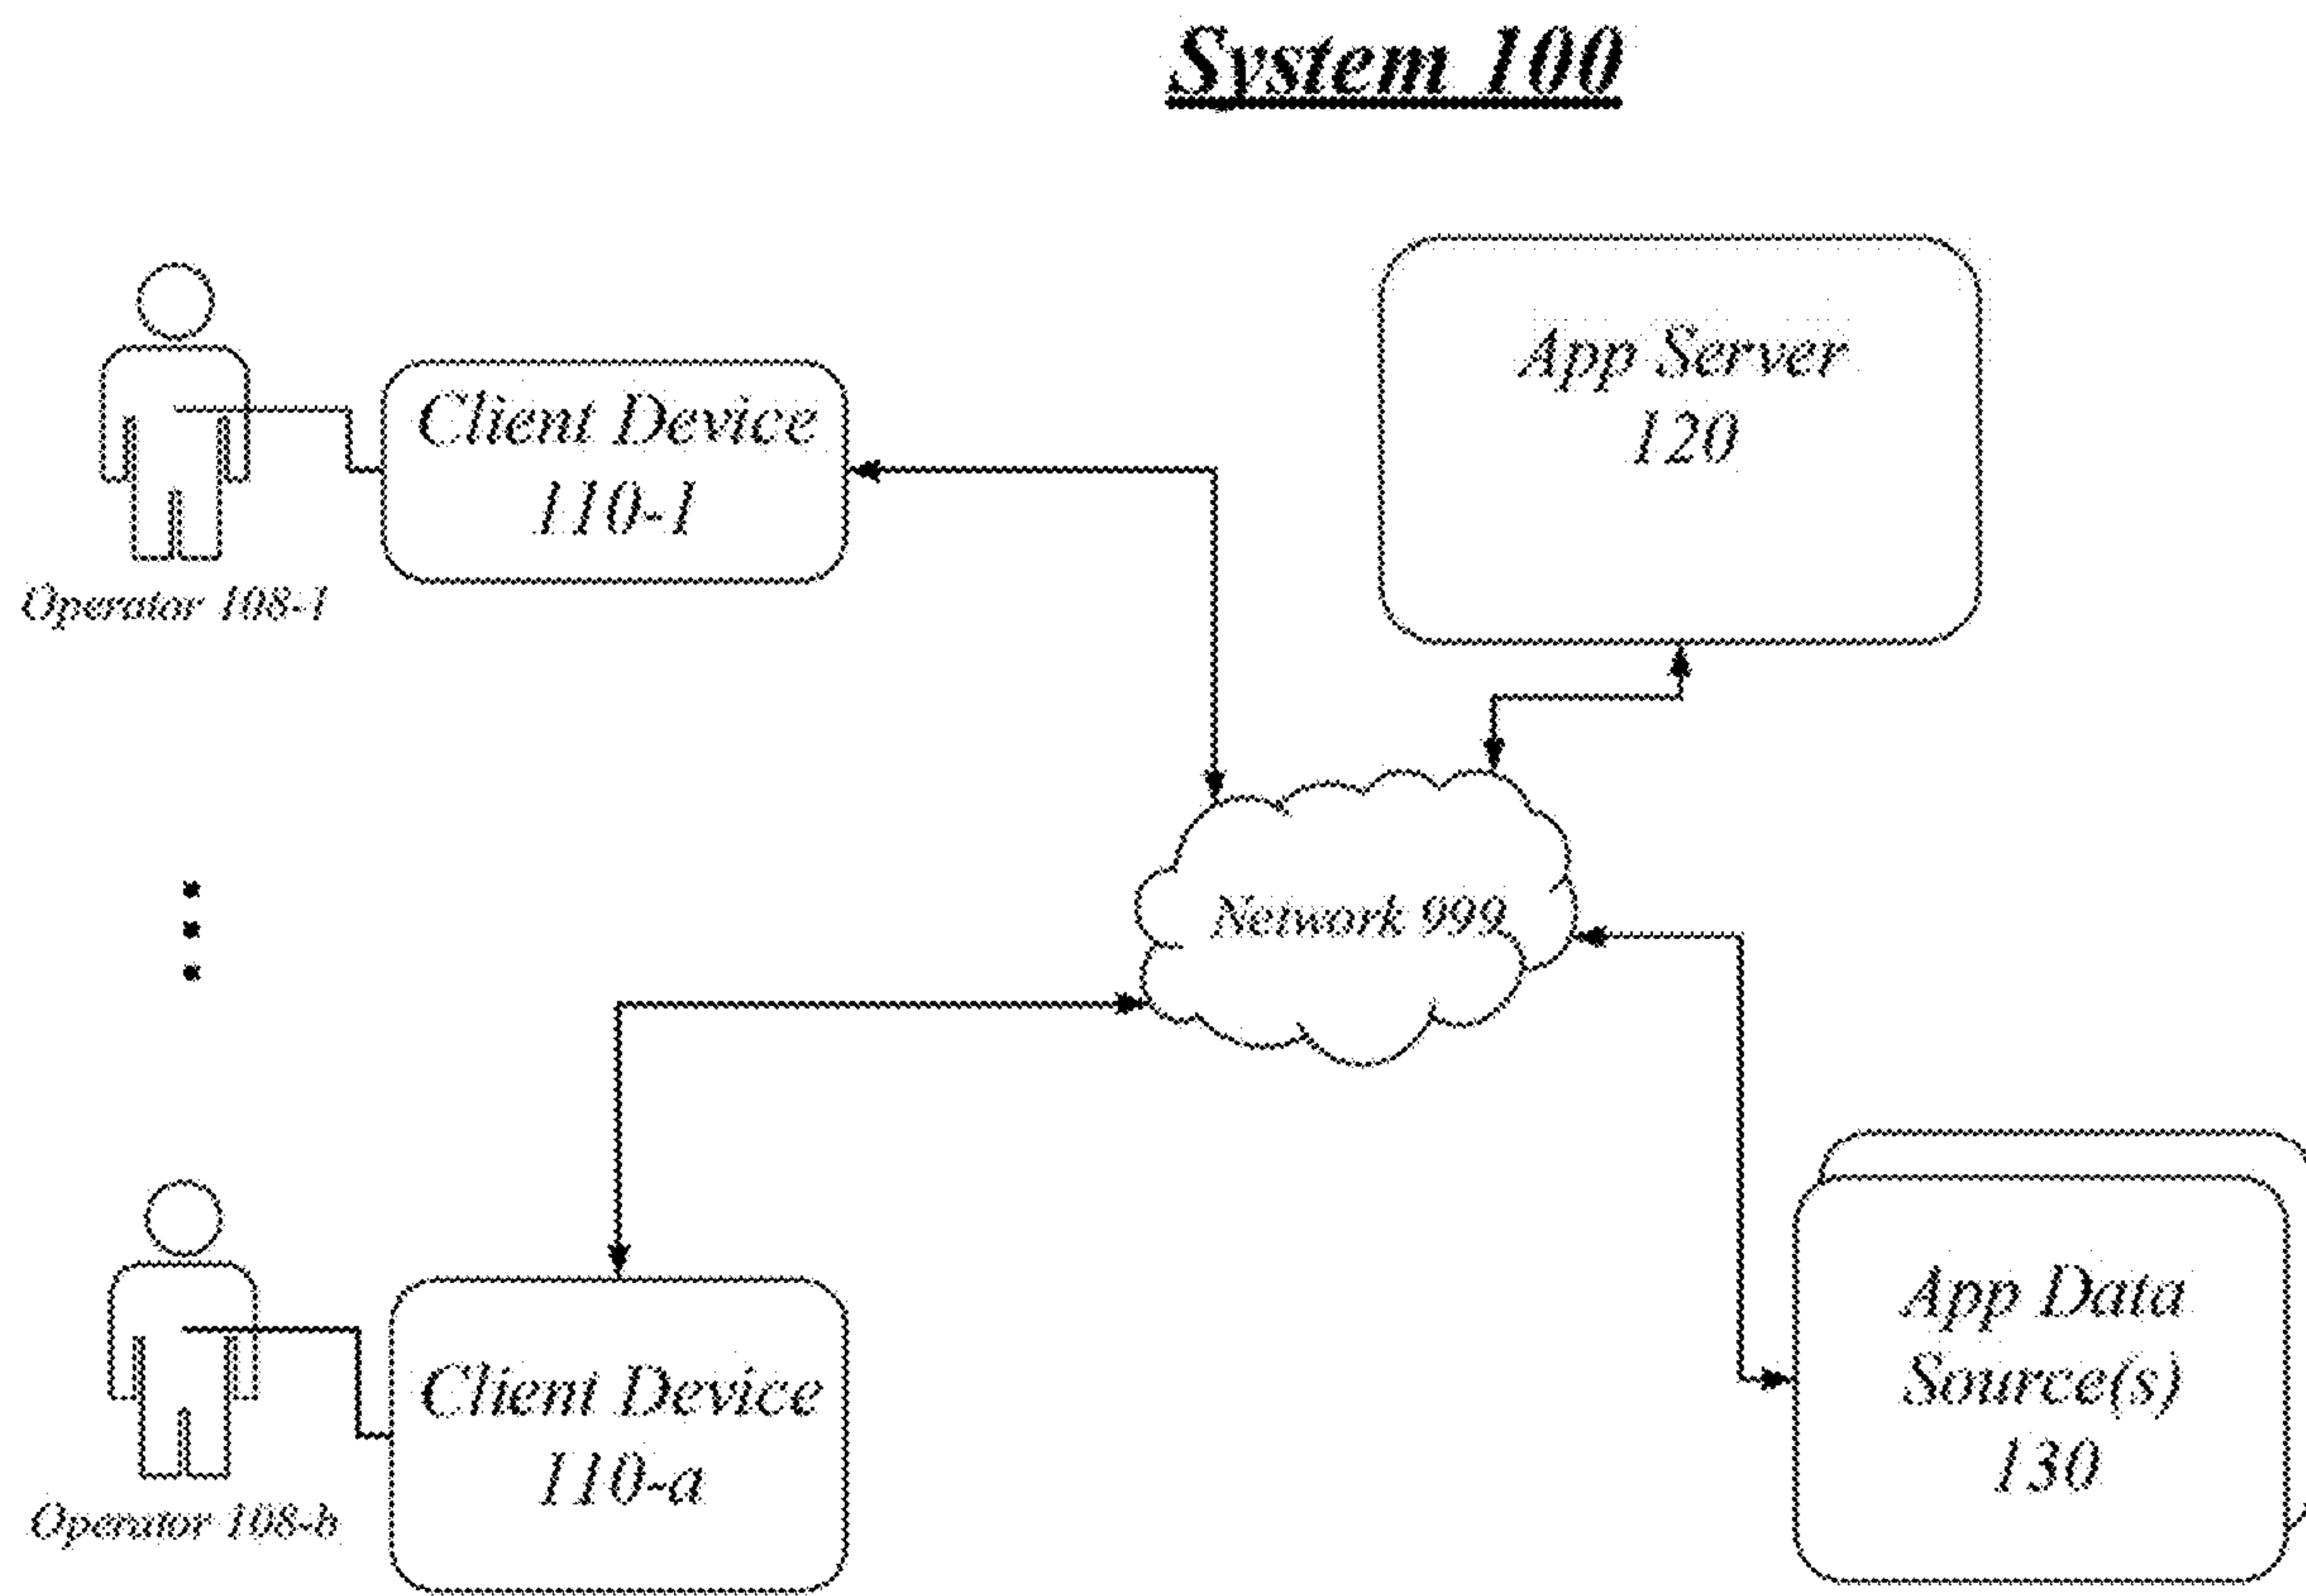 System 100
App Server
120
Client Device
110-1
Operator 108-1
Network 999
App Data
Source(s)
130
Client Device
110-a
Operator 108-b